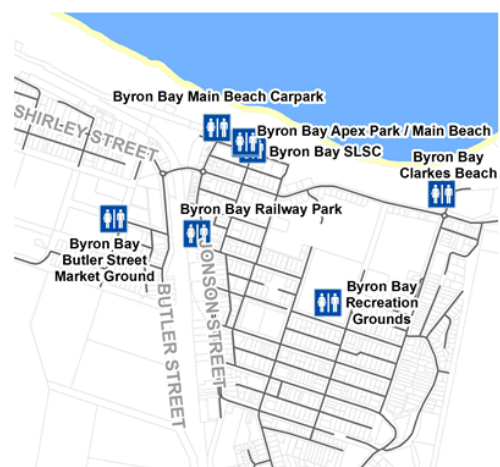 Byron Bay Main Beach Carpark
SHIRLEY STREET
Byron Bay Apex Park / Main Beach
Byron Bay SLSC
Byron Bay
Clarkes Beach
Byron Bay Railway Park
Byron Bay
Butler Street
Market Ground
JONSON STREET
BUTLER STREET
Byron Bay
Recreation
Grounds